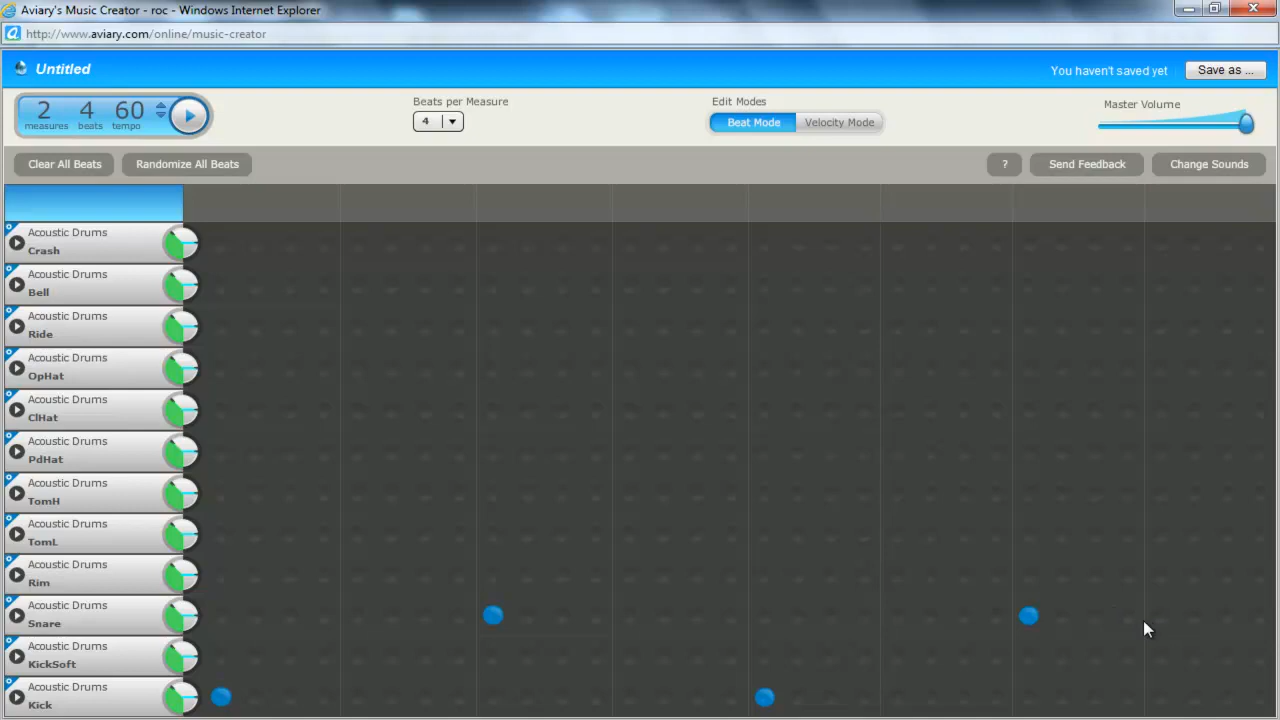 Aviary's Music Creator - roc - Windows Internet Explorer
http://www.aviary.com/online/music-creator
Untitled
You haven't saved yet
Save as ...
2 4 60
measures beats tempo
Beats per Measure
4
Edit Modes
Beat Mode Velocity Mode
Master Volume
Clear All Beats Randomize All Beats ? Send Feedback Change Sounds
Acoustic Drums
Crash
Acoustic Drums
Bell
Acoustic Drums
Ride
Acoustic Drums
OpHat
Acoustic Drums
ClHat
Acoustic Drums
PdHat
Acoustic Drums
TomH
Acoustic Drums
TomL
Acoustic Drums
Rim
Acoustic Drums
Snare
Acoustic Drums
KickSoft
Acoustic Drums
Kick